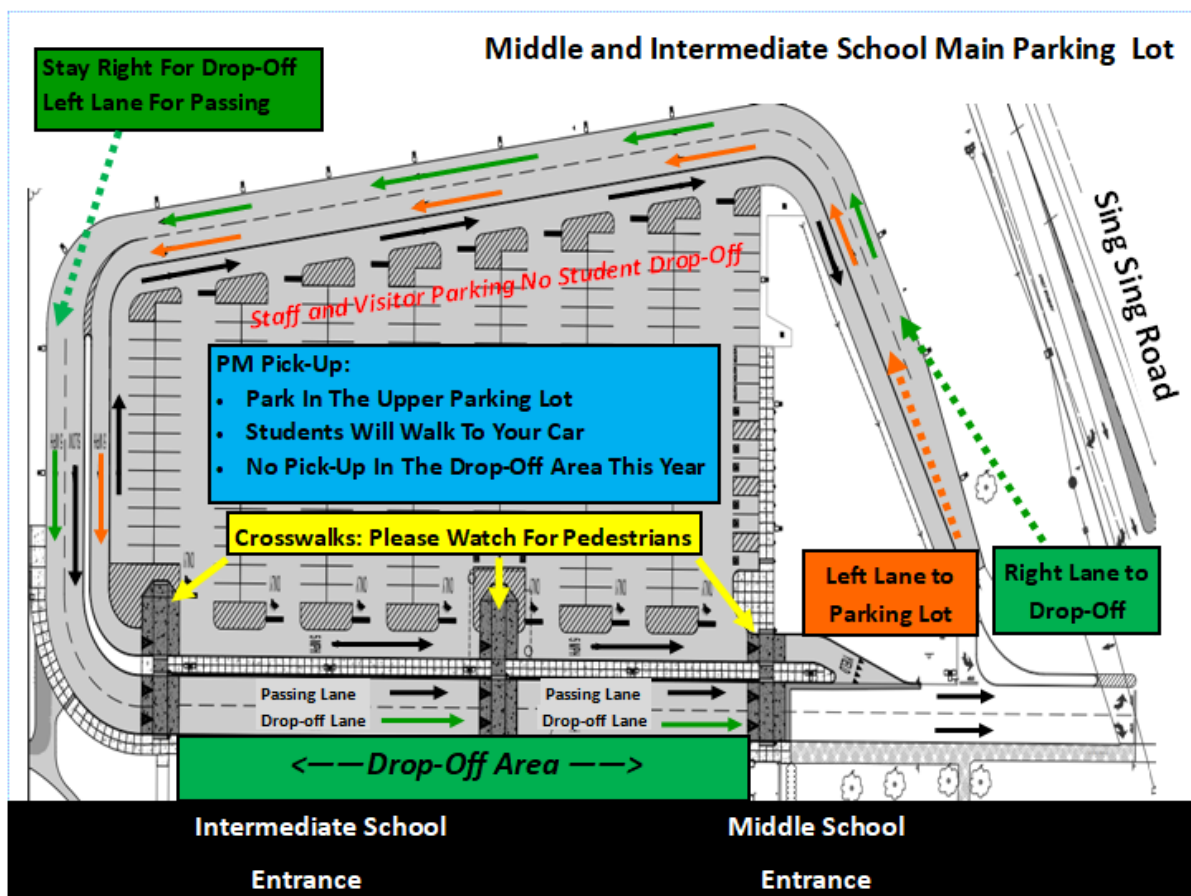 Middle and Intermediate School Main Parking Lot
Stay Right For Drop-Off
Left Lane For Passing
Sing Sing Road
Staff and Visitor Parking No Student Drop-Off
PM Pick-Up:
• Park In The Upper Parking Lot
• Students Will Walk To Your Car
• No Pick-Up In The Drop-Off Area This Year
Crosswalks: Please Watch For Pedestrians
Left Lane to
Parking Lot
Right Lane to
Drop-Off
Passing Lane
Drop-off Lane
Passing Lane
Drop-off Lane
<——Drop-Off Area ——>
Intermediate School
Entrance
Middle School
Entrance